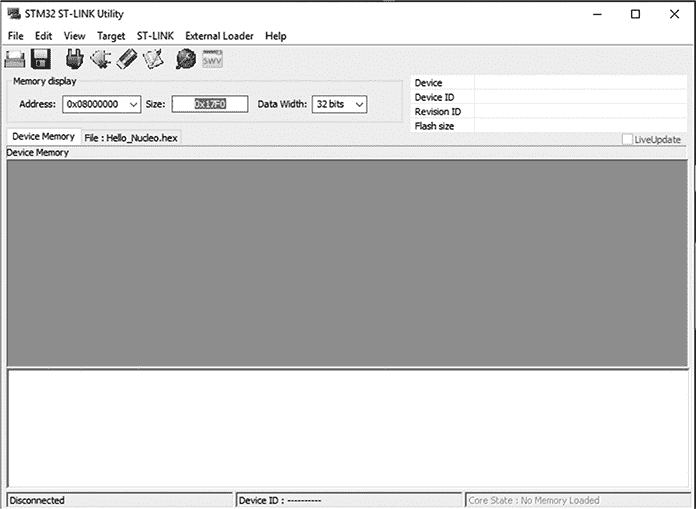 STM32 ST-LINK Utility
File Edit View Target ST-LINK External Loader Help
SWV
Memory display
Address: 0x08000000 Size: 0x17F0 Data Width: 32 bits
Device
Device ID
Revision ID
Flash size
Device Memory File : Hello_Nucleo.hex
LiveUpdate
Device Memory
Disconnected Device ID : ---------- Core State : No Memory Loaded